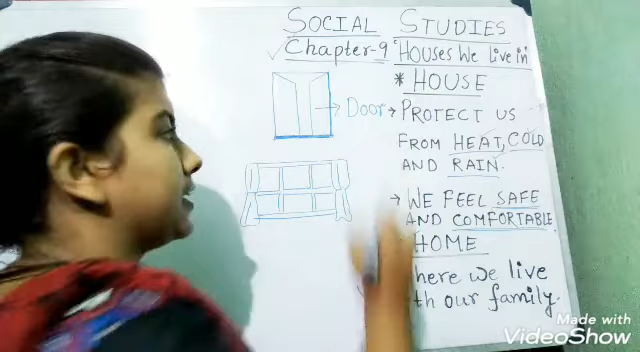 SOCIAL STUDIES
Chapter-9 'Houses We live in
* HOUSE
Door
→ PROTECT US
FROM HEAT, COLD
AND RAIN.
→ WE FEEL SAFE
AND COMFORTABLE.
HOME
here we live
th our family.
Made with
VideoShow